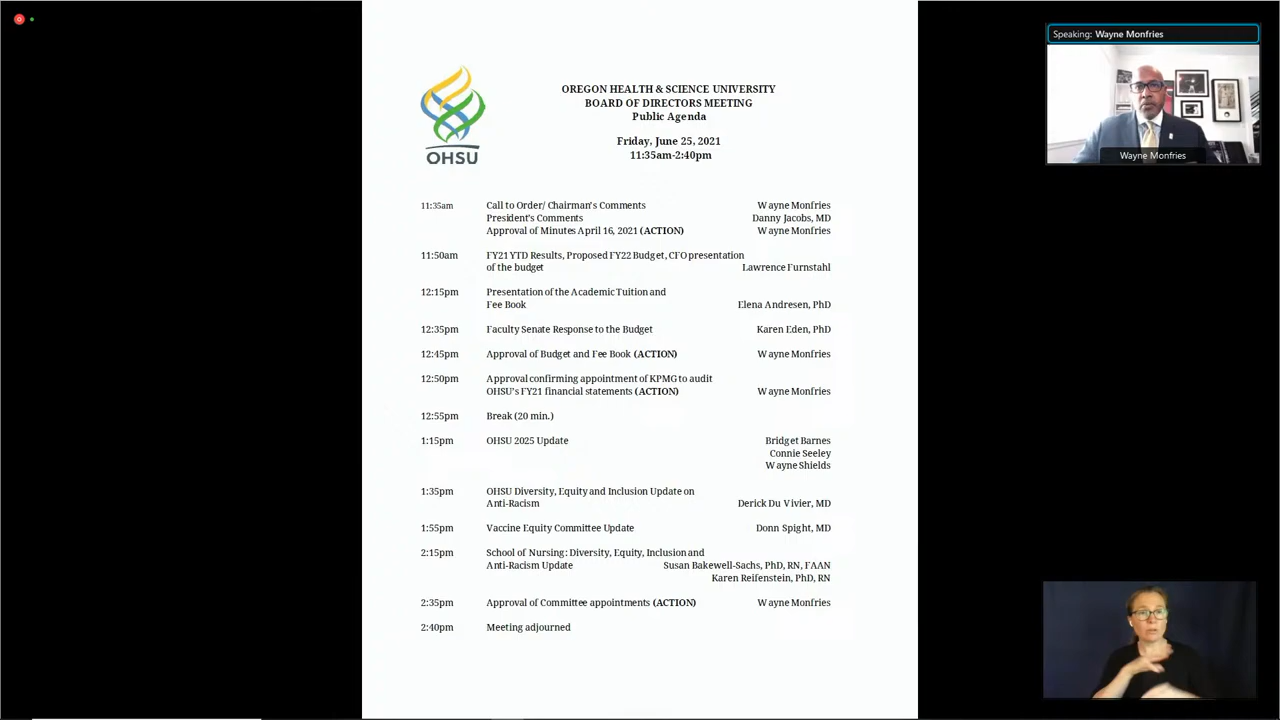 Speaking: Wayne Monfries
Wayne Monfries
OHSU
OREGON HEALTH & SCIENCE UNIVERSITY
BOARD OF DIRECTORS MEETING
Public Agenda
Friday, June 25, 2021
11:35am-2:40pm
11:35am Call to Order/ Chairman's Comments Wayne Monfries
President's Comments Danny Jacobs, MD
Approval of Minutes April 16, 2021 (ACTION) Wayne Monfries
11:50am FY21 YTD Results, Proposed FY22 Budget, CFO presentation
of the budget Lawrence Furnstahl
12:15pm Presentation of the Academic Tuition and
Fee Book Elena Andresen, PhD
12:35pm Faculty Senate Response to the Budget Karen Eden, PhD
12:45pm Approval of Budget and Fee Book (ACTION) Wayne Monfries
12:50pm Approval confirming appointment of KPMG to audit
OHSU's FY21 financial statements (ACTION) Wayne Monfries
12:55pm Break (20 min.)
1:15pm OHSU 2025 Update Bridget Barnes
Connie Seeley
Wayne Shields
1:35pm OHSU Diversity, Equity and Inclusion Update on
Anti-Racism Derick Du Vivier, MD
1:55pm Vaccine Equity Committee Update Donn Spight, MD
2:15pm School of Nursing: Diversity, Equity, Inclusion and
Anti-Racism Update Susan Bakewell-Sachs, PhD, RN, FAAN
Karen Reifenstein, PhD, RN
2:35pm Approval of Committee appointments (ACTION) Wayne Monfries
2:40pm Meeting adjourned